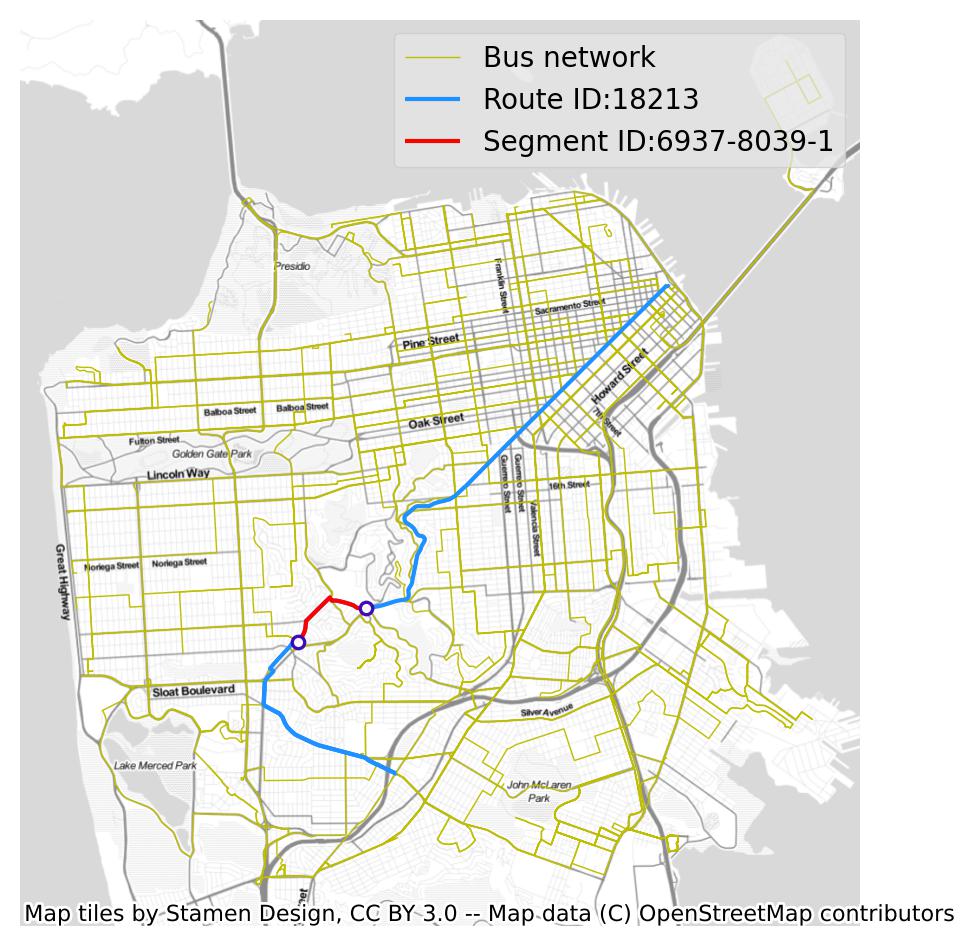 Bus network
Route ID:18213
Segment ID:6937-8039-1
Presidio
Franklin Street
Sacramento Street
Pine Street
Howard Street
Balboa Street
Balboa Street
Oak Street
7th Street
Fulton Street
Golden Gate Park
Lincoln Way
Guerrero Street
Guerrero Street
16th Street
Valencia Street
Great Highway
Noriega Street
Noriega Street
Sloat Boulevard
Silver Avenue
Lake Merced Park
John McLaren
Park
Map tiles by Stamen Design, CC BY 3.0 -- Map data (C) OpenStreetMap contributors